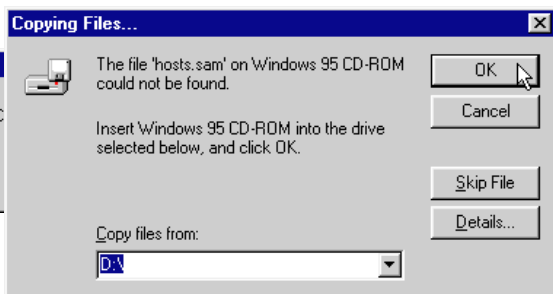 Copying Files...
The file 'hosts.sam' on Windows 95 CD-ROM
could not be found.
Insert Windows 95 CD-ROM into the drive
selected below, and click OK.
Copy files from:
D:\
OK
Cancel
Skip File
Details...